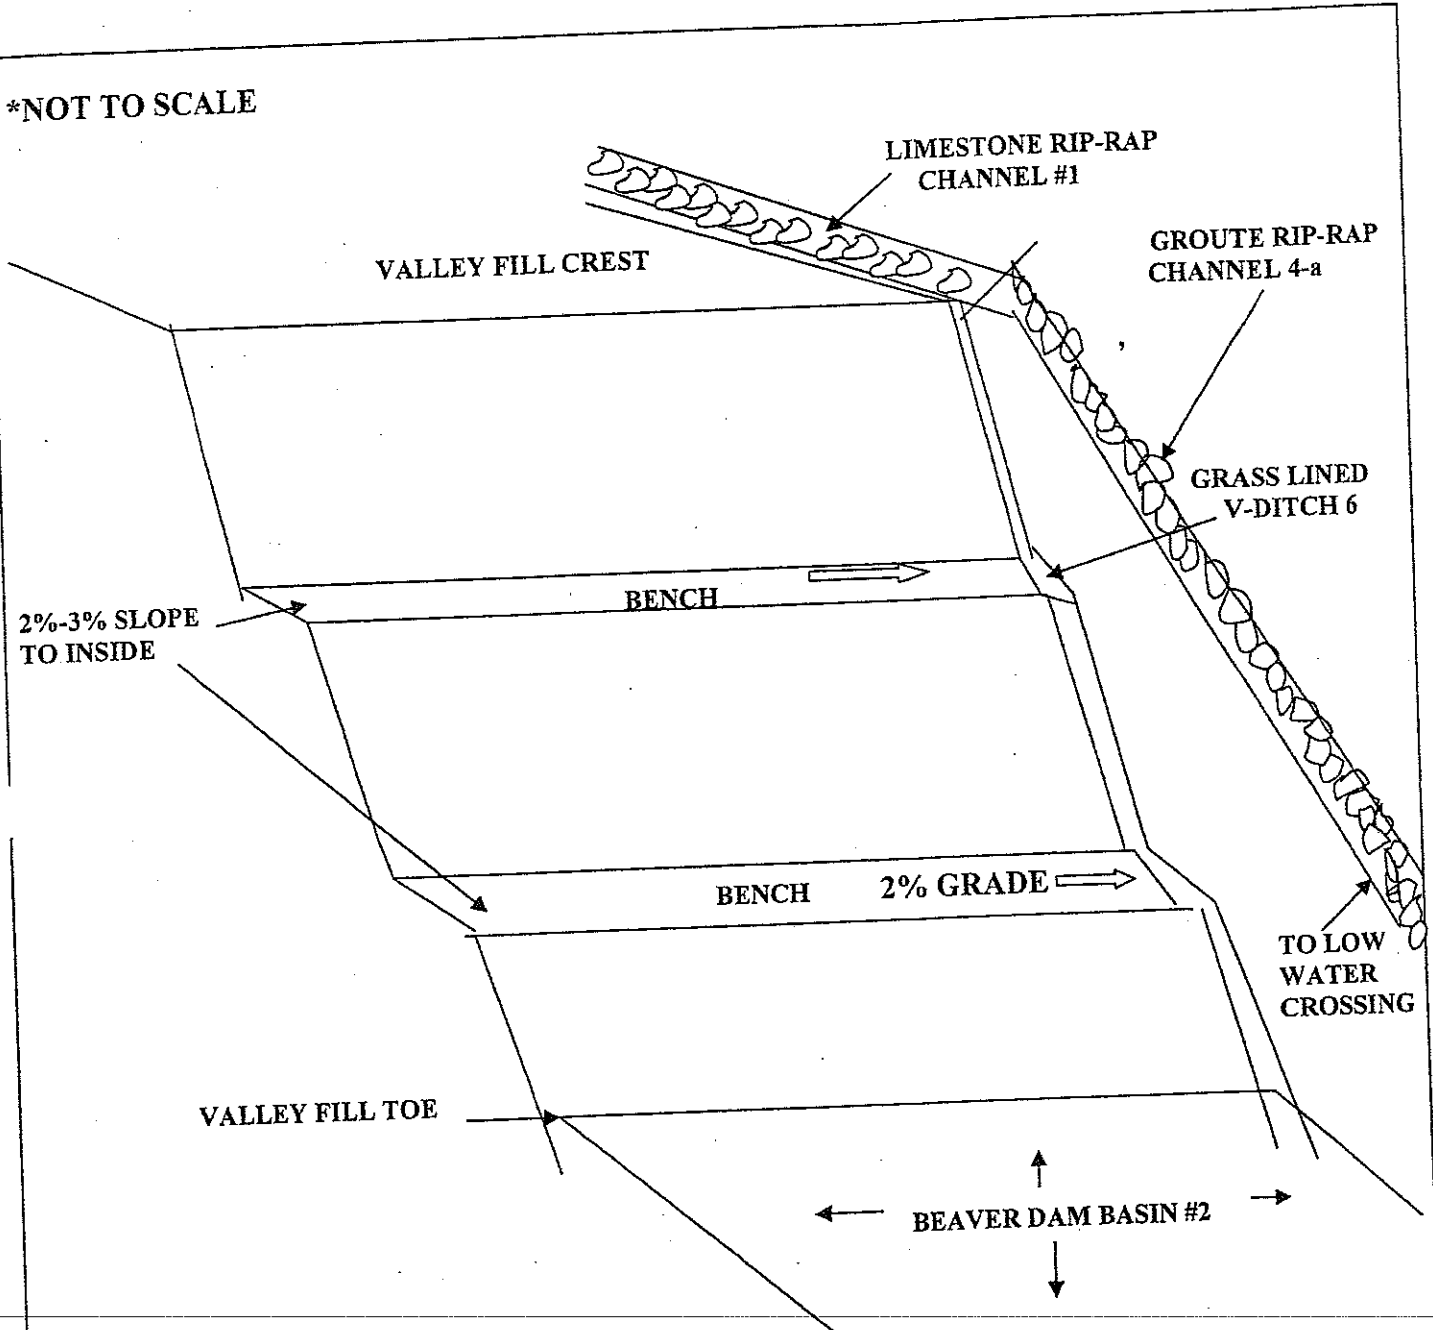 *NOT TO SCALE
LIMESTONE RIP-RAP
CHANNEL #1
GROUTE RIP-RAP
CHANNEL 4-a
VALLEY FILL CREST
GRASS LINED
V-DITCH 6
BENCH
2%-3% SLOPE
TO INSIDE
BENCH
2% GRADE
TO LOW
WATER
CROSSING
VALLEY FILL TOE
BEAVER DAM BASIN #2